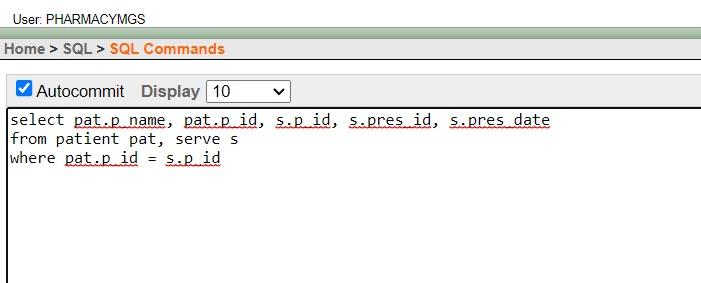 User: PHARMACYMGS
Home > SQL > SQL Commands
Autocommit Display 10
select pat.p_name, pat.p_id, s.p_id, s.pres_id, s.pres_date
from patient pat, serve s
where pat.p_id = s.p_id